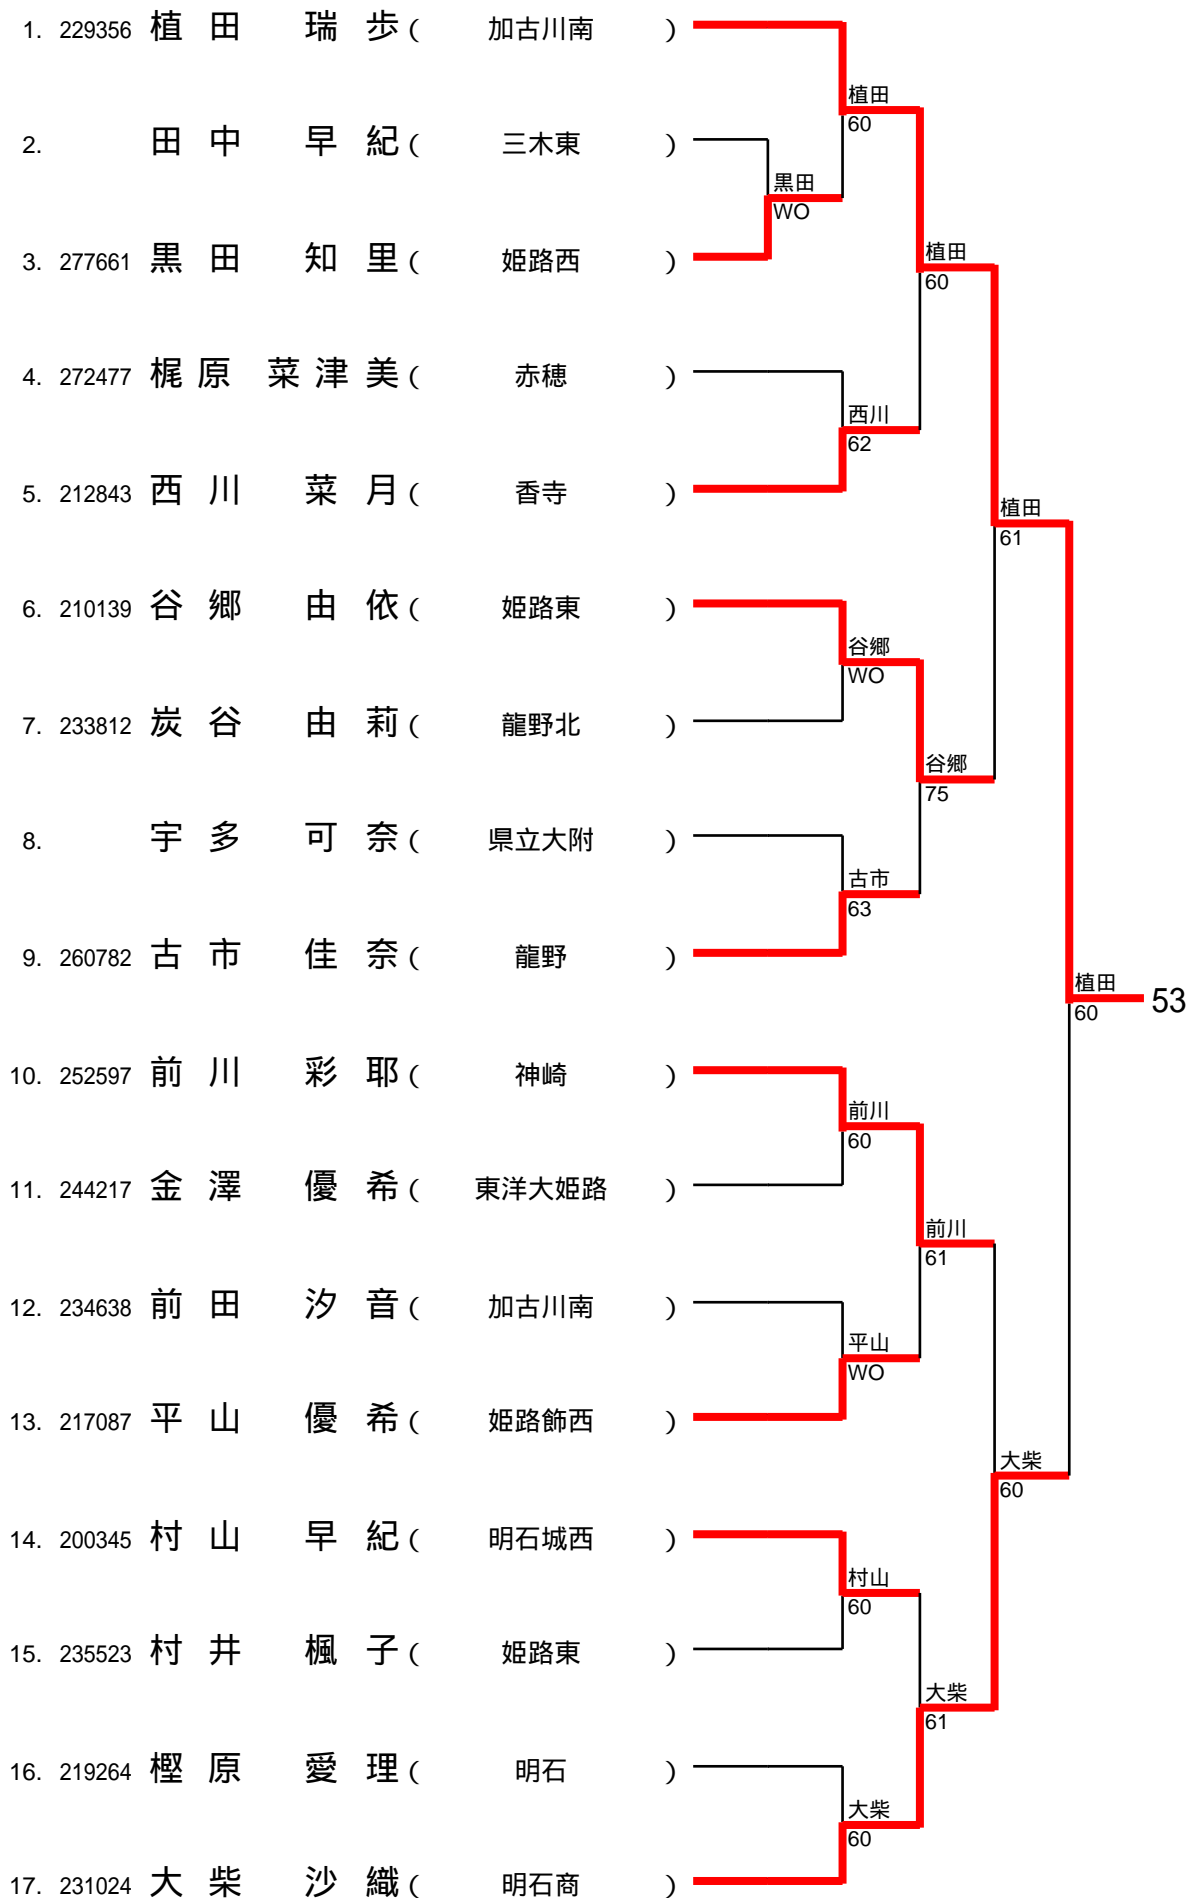 1. 229356 植田 瑞歩 ( 加古川南 )
植田
60
2. 田中 早紀 ( 三木東 )
黒田
WO
3. 277661 黒田 知里 ( 姫路西 )
植田
60
4. 272477 梶原 菜津美 ( 赤穂 )
西川
62
5. 212843 西川 菜月 ( 香寺 )
植田
61
6. 210139 谷郷 由依 ( 姫路東 )
谷郷
WO
7. 233812 炭谷 由莉 ( 龍野北 )
谷郷
75
8. 宇多 可奈 ( 県立大附 )
古市
63
9. 260782 古市 佳奈 ( 龍野 )
植田
60
53
10. 252597 前川 彩耶 ( 神崎 )
前川
60
11. 244217 金澤 優希 ( 東洋大姫路 )
前川
61
12. 234638 前田 汐音 ( 加古川南 )
平山
WO
13. 217087 平山 優希 ( 姫路飾西 )
大柴
60
14. 200345 村山 早紀 ( 明石城西 )
村山
60
15. 235523 村井 楓子 ( 姫路東 )
大柴
61
16. 219264 樫原 愛理 ( 明石 )
大柴
60
17. 231024 大柴 沙織 ( 明石商 )